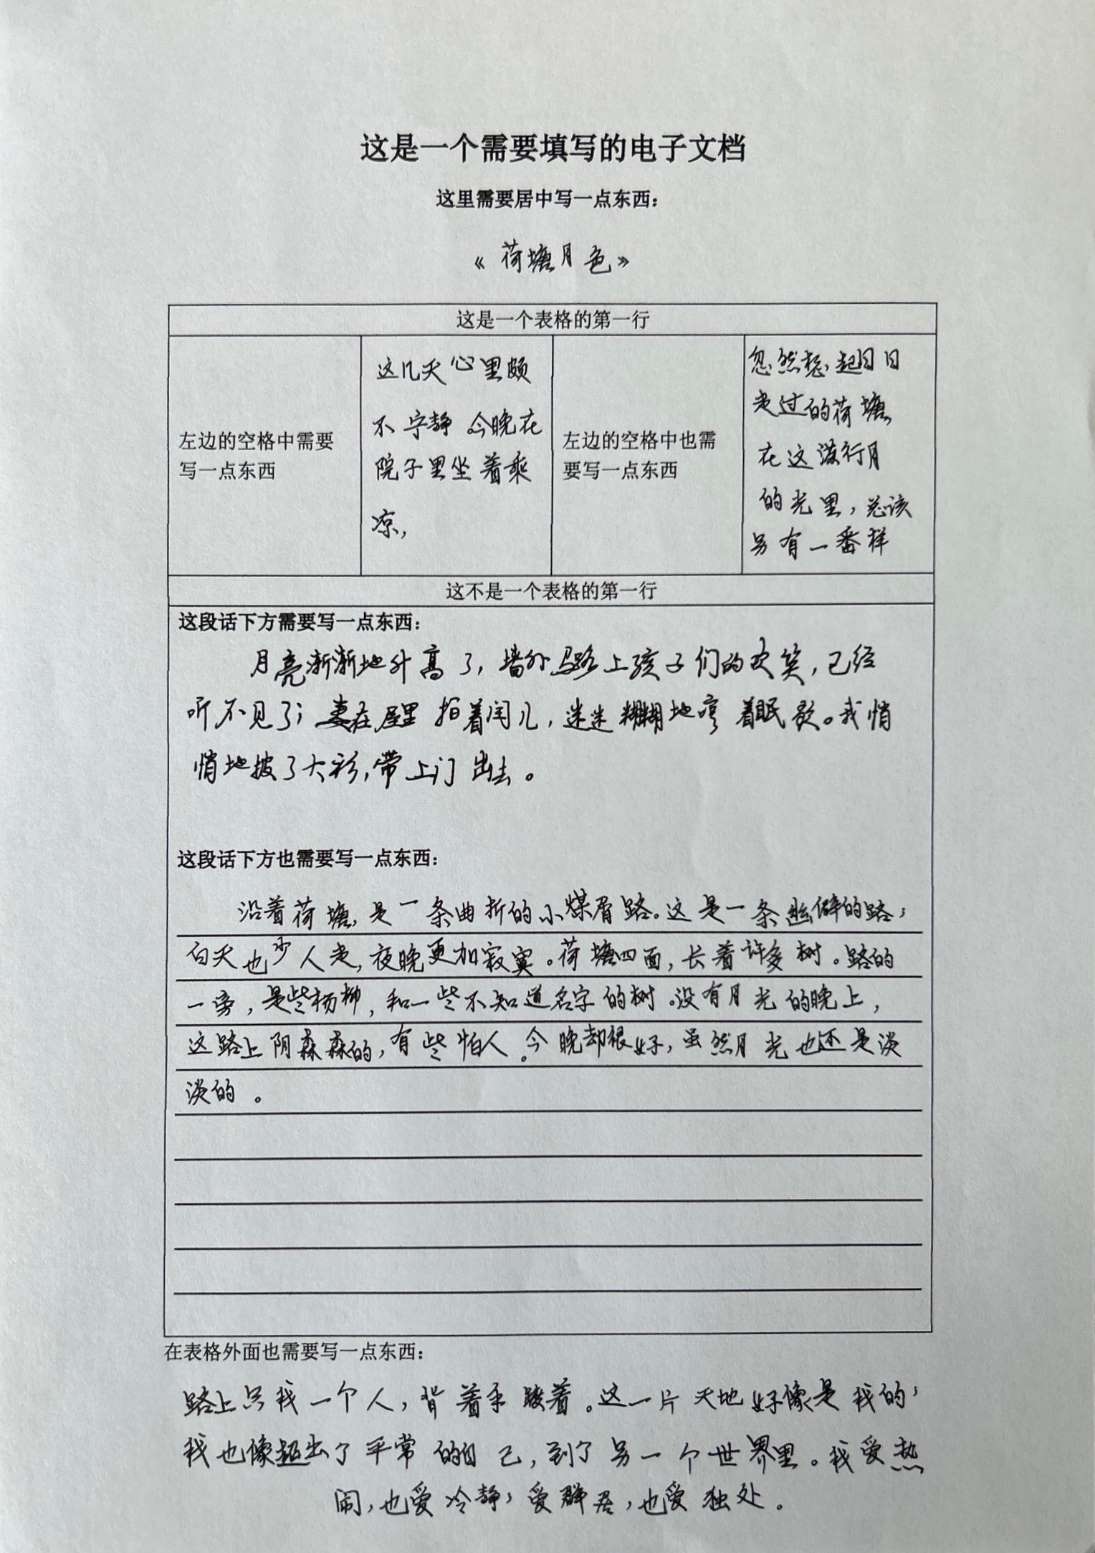 这是一个需要填写的电子文档
这里需要居中写一点东西：
《荷塘月色》
这是一个表格的第一行
左边的空格中需要
写一点东西
这几天心里颇
不宁静 今晚在
院子里坐着乘
凉，
左边的空格中也需
要写一点东西
忽然想起日日
走过的荷塘，
在这满行月
的光里，总该
另有一番样
这不是一个表格的第一行
这段话下方需要写一点东西：
月亮渐渐地升高了，墙外马路上孩子们的欢笑，已经
听不见了；妻在屋里拍着闰儿，迷迷糊糊地哼着眠歌。我悄
悄地披了大衫，带上门出去。
这段话下方也需要写一点东西：
沿着荷塘，是一条曲折的小煤屑路。这是一条幽僻的路；
白天也少人走，夜晚更加寂寞。荷塘四面，长着许多树。路的
一旁，是些杨柳，和一些不知道名字的树。没有月光的晚上，
这路上阴森森的，有些怕人。今晚却很好，虽然月光也还是淡
淡的。
在表格外面也需要写一点东西：
路上只我一个人，背着手踱着。这一片天地好像是我的；
我也像超出了平常的自己，到了另一个世界里。我爱热
闹，也爱冷静；爱群居，也爱独处。